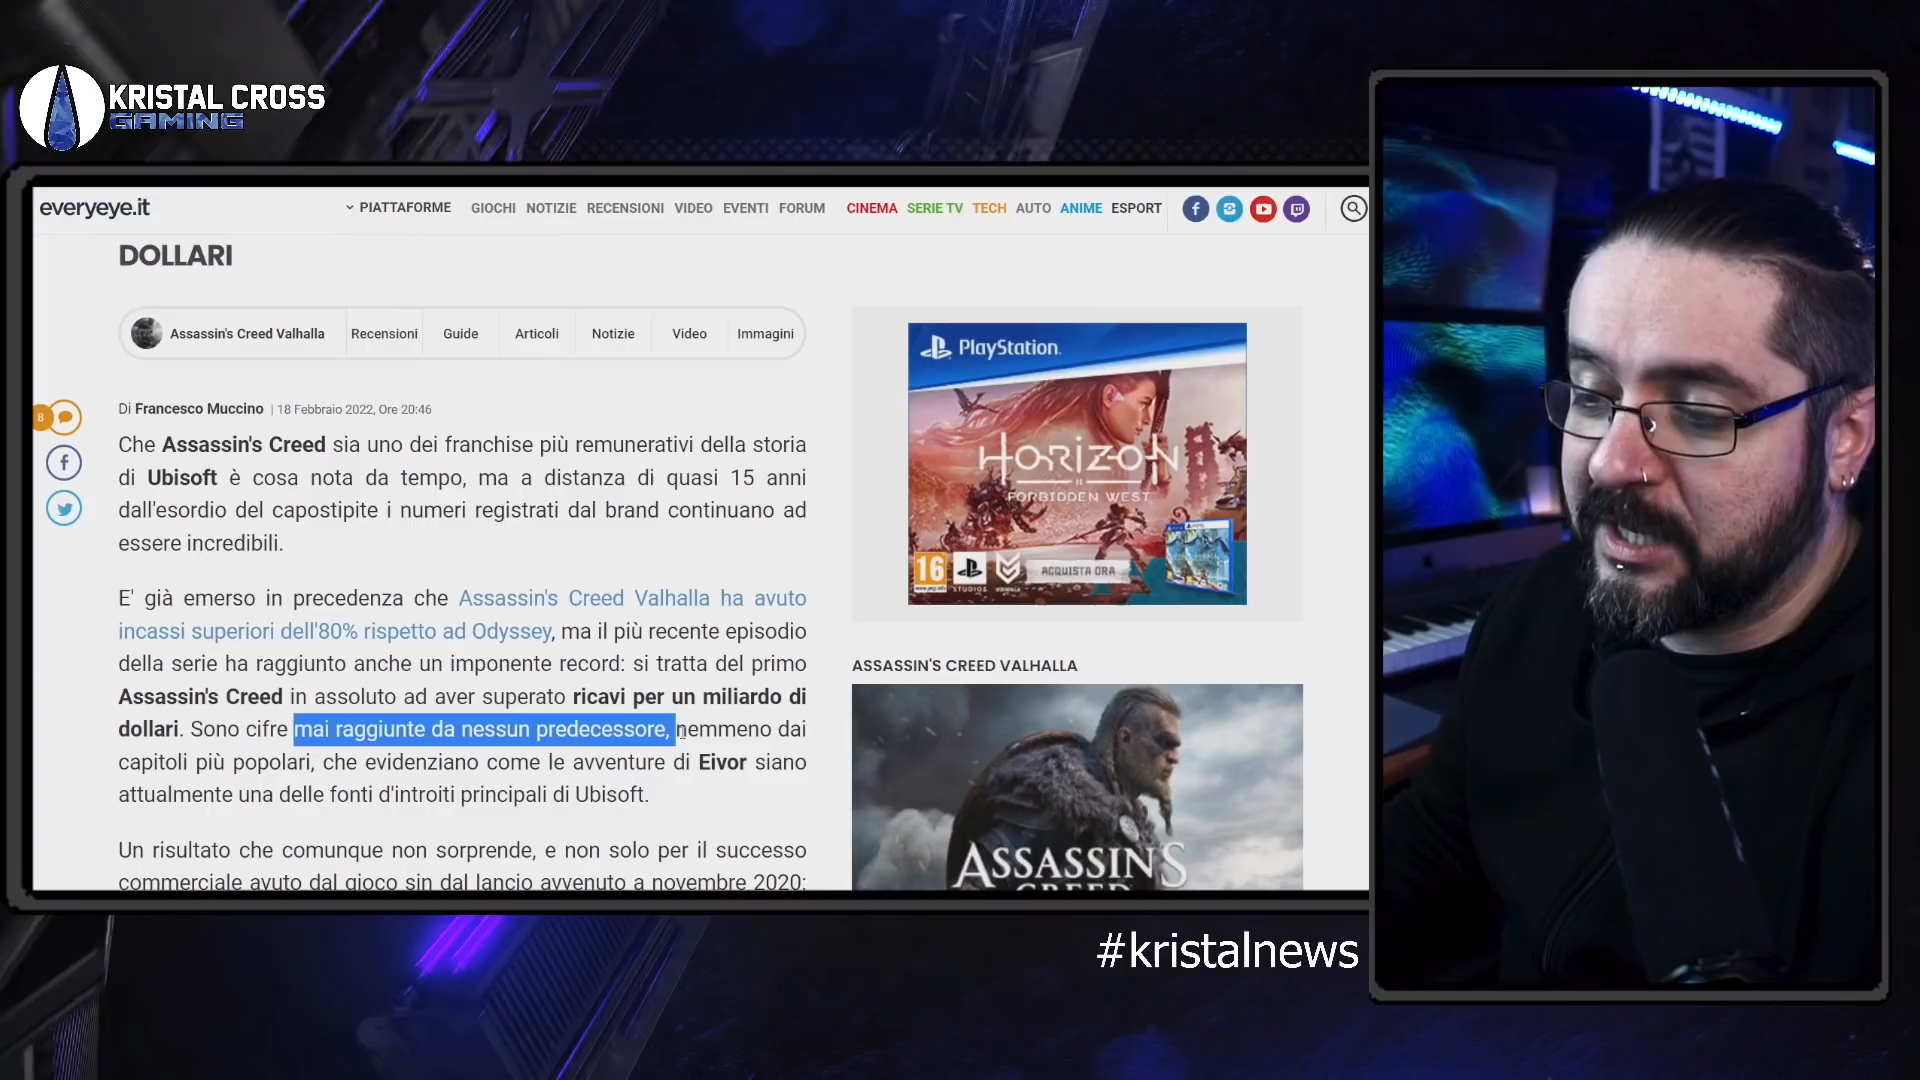 KRISTAL CROSS
GAMING
everyeye.it
PIATTAFORME GIOCHI NOTIZIE RECENSIONI VIDEO EVENTI FORUM CINEMA SERIE TV TECH AUTO ANIME ESPORT
DOLLARI
Assassin's Creed Valhalla Recensioni Guide Articoli Notizie Video Immagini
8
Di Francesco Muccino | 18 Febbraio 2022, Ore 20:46
Che Assassin's Creed sia uno dei franchise più remunerativi della storia
di Ubisoft è cosa nota da tempo, ma a distanza di quasi 15 anni
dall'esordio del capostipite i numeri registrati dal brand continuano ad
essere incredibili.
E' già emerso in precedenza che Assassin's Creed Valhalla ha avuto
incassi superiori dell'80% rispetto ad Odyssey, ma il più recente episodio
della serie ha raggiunto anche un imponente record: si tratta del primo
Assassin's Creed in assoluto ad aver superato ricavi per un miliardo di
dollari. Sono cifre mai raggiunte da nessun predecessore, nemmeno dai
capitoli più popolari, che evidenziano come le avventure di Eivor siano
attualmente una delle fonti d'introiti principali di Ubisoft.
Un risultato che comunque non sorprende, e non solo per il successo
commerciale avuto dal gioco sin dal lancio avvenuto a novembre 2020:
PlayStation.
HORIZON
II
FORBIDDEN WEST
16
STUDIOS
ACQUISTA ORA
ASSASSIN'S CREED VALHALLA
ASSASSIN'S
CREED
#kristalnews